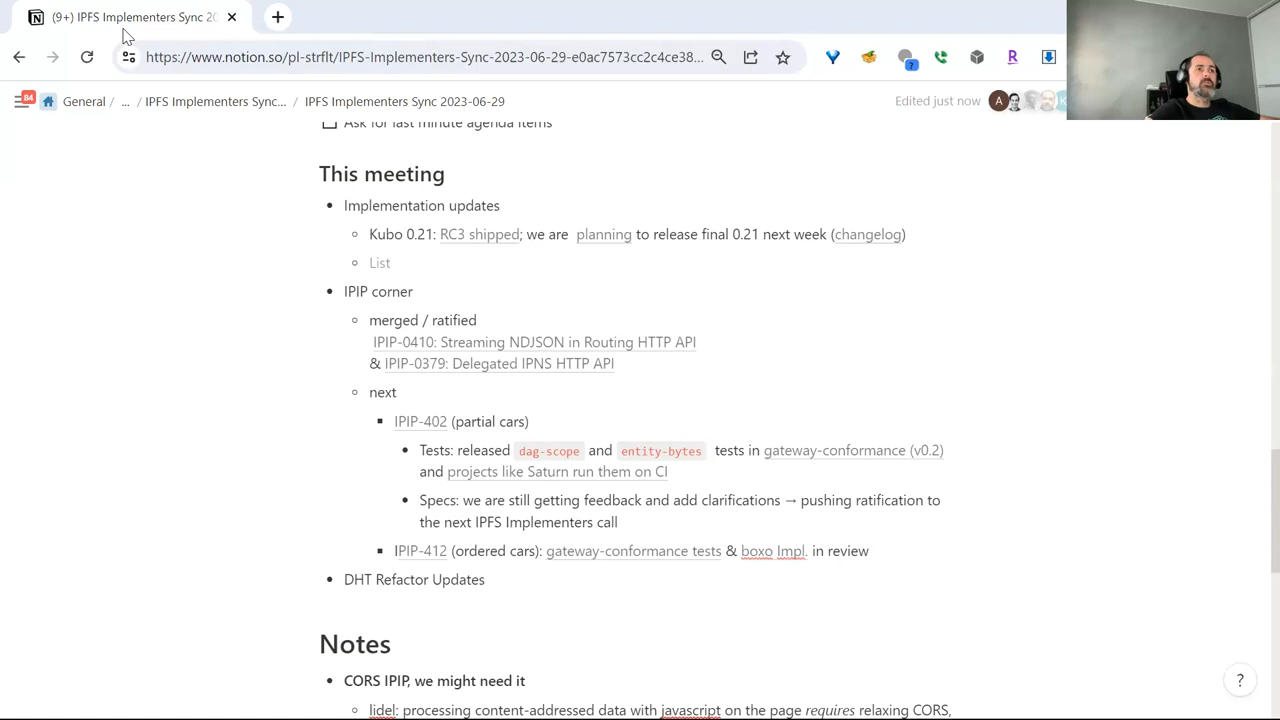 (9+) IPFS Implementers Sync 20
https://www.notion.so/pl-strflt/IPFS-Implementers-Sync-2023-06-29-e0ac7573cc2c4ce38...
84
General / ... / IPFS Implementers Sync... / IPFS Implementers Sync 2023-06-29
Edited just now
A
Ask for last minute agenda items
This meeting
• Implementation updates
◦ Kubo 0.21: RC3 shipped; we are planning to release final 0.21 next week (changelog)
◦ List
• IPIP corner
◦ merged / ratified
IPIP-0410: Streaming NDJSON in Routing HTTP API
& IPIP-0379: Delegated IPNS HTTP API
◦ next
▪ IPIP-402 (partial cars)
• Tests: released dag-scope and entity-bytes tests in gateway-conformance (v0.2)
and projects like Saturn run them on CI
• Specs: we are still getting feedback and add clarifications → pushing ratification to
the next IPFS Implementers call
▪ IPIP-412 (ordered cars): gateway-conformance tests & boxo Impl. in review
• DHT Refactor Updates
Notes
• CORS IPIP, we might need it
◦ lidel: processing content-addressed data with javascript on the page requires relaxing CORS,
?